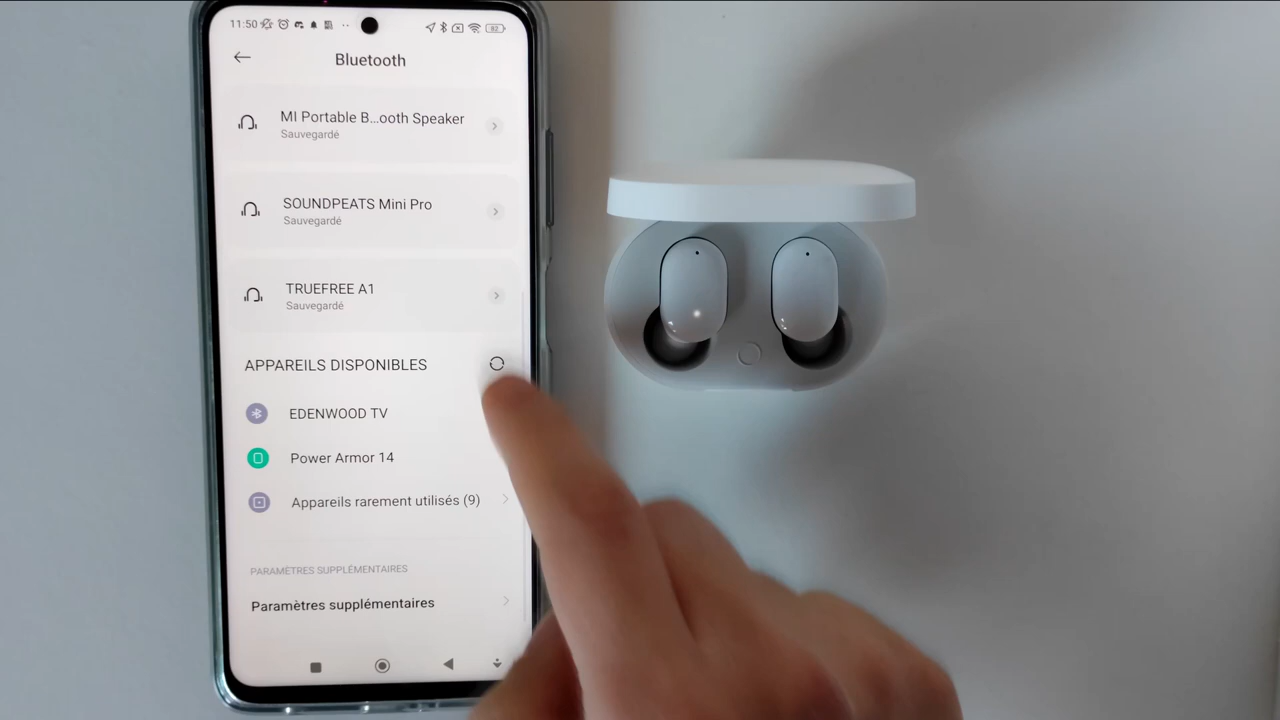 11:50
82
Bluetooth
MI Portable B...ooth Speaker
Sauvegardé
SOUNDPEATS Mini Pro
Sauvegardé
TRUEFREE A1
Sauvegardé
APPAREILS DISPONIBLES
EDENWOOD TV
Power Armor 14
Appareils rarement utilisés (9)
PARAMÈTRES SUPPLÉMENTAIRES
Paramètres supplémentaires